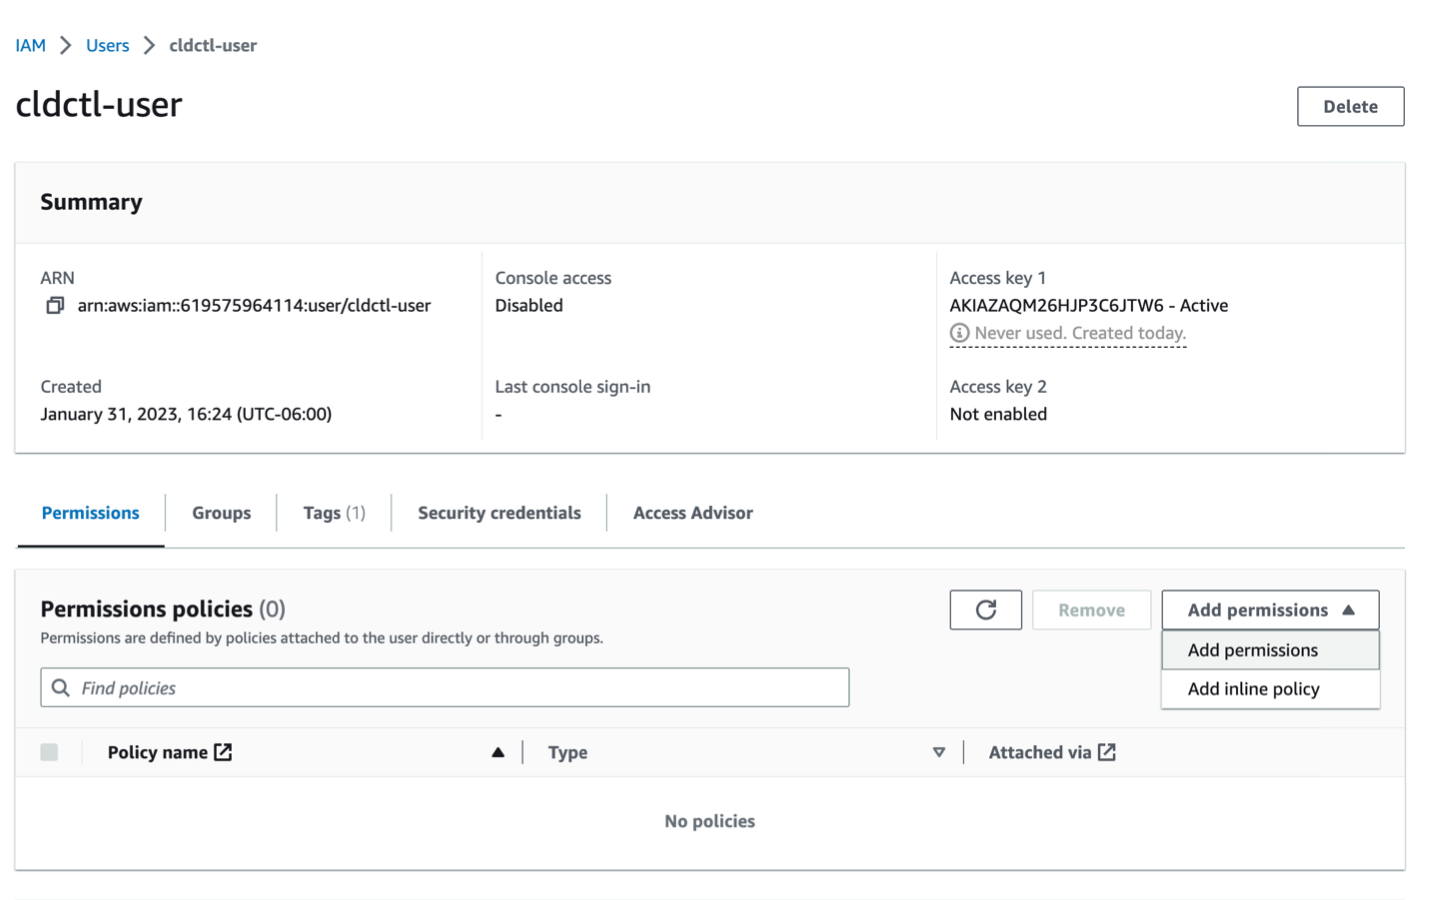 IAM > Users > cldctl-user
cldctl-user
Delete
Summary
ARN
arn:aws:iam::619575964114:user/cldctl-user
Console access
Disabled
Access key 1
AKIAZAQM26HJP3C6JTW6 - Active
Never used. Created today.
Created
January 31, 2023, 16:24 (UTC-06:00)
Last console sign-in
-
Access key 2
Not enabled
Permissions
Groups
Tags (1)
Security credentials
Access Advisor
Permissions policies (0)
Permissions are defined by policies attached to the user directly or through groups.
Remove
Add permissions
Add permissions
Add inline policy
Find policies
Policy name
Type
Attached via
No policies